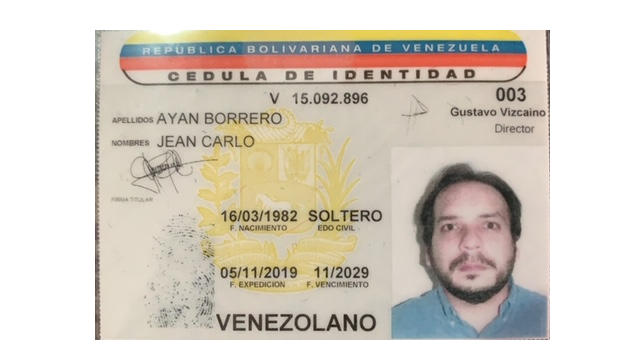 REPÚBLICA BOLIVARIANA DE VENEZUELA
CEDULA DE IDENTIDAD
V 15.092.896
003
APELLIDOS AYAN BORRERO
Gustavo Vizcaino
Director
NOMBRES JEAN CARLO
FIRMA TITULAR
16/03/1982 SOLTERO
F. NACIMIENTO EDO CIVIL
05/11/2019 11/2029
F. EXPEDICION F. VENCIMIENTO
VENEZOLANO